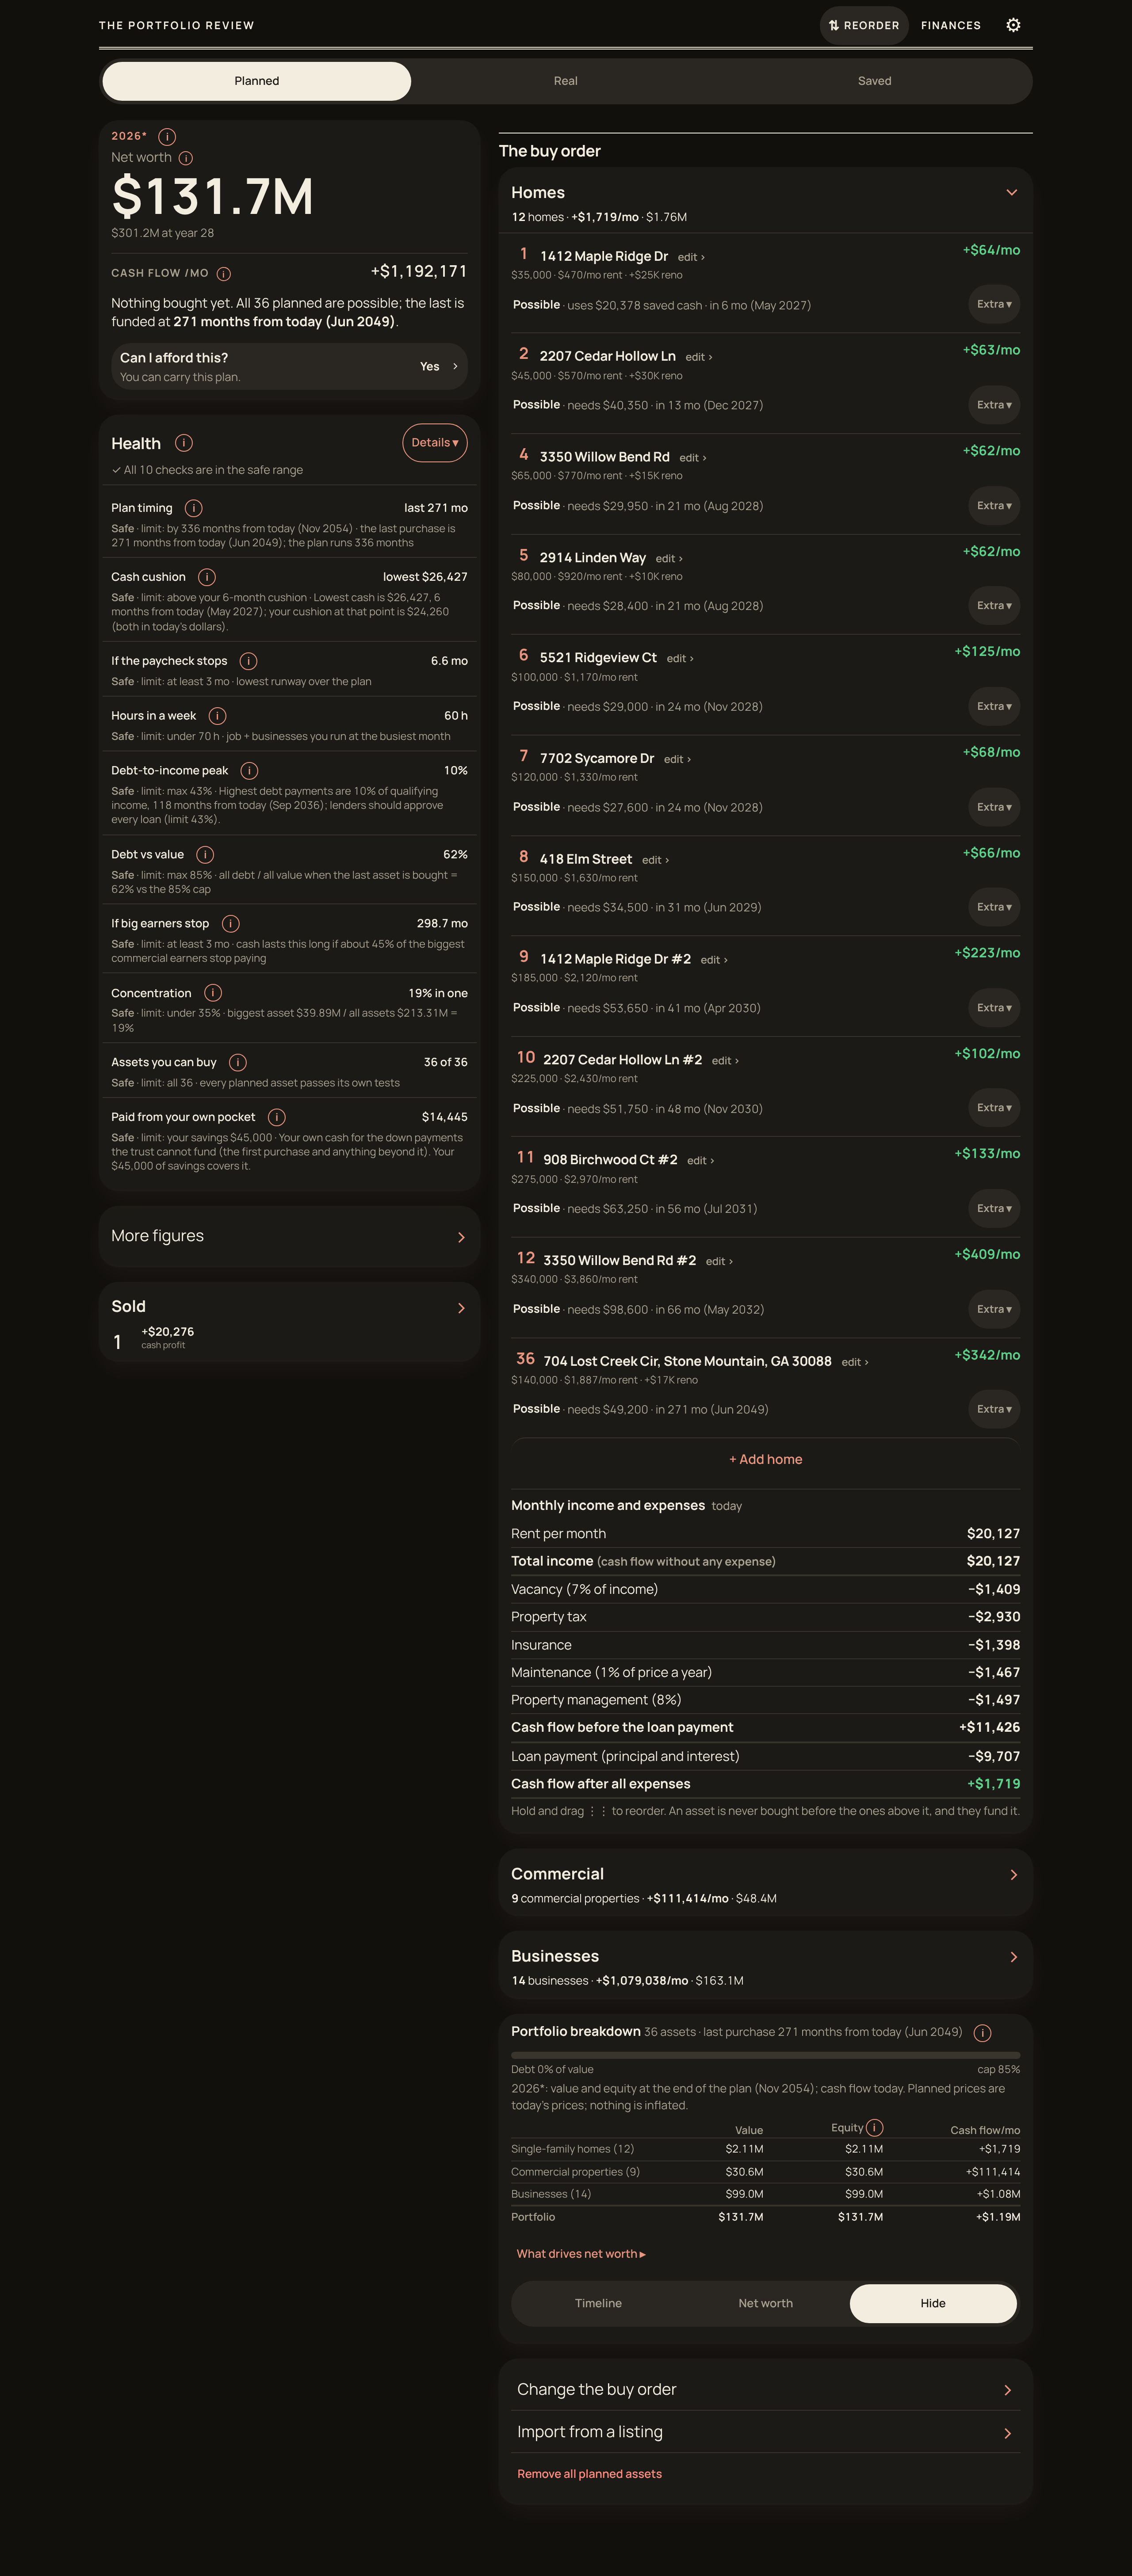 THE PORTFOLIO REVIEW
⇅ REORDER
FINANCES
Planned
Real
Saved
2026*
Net worth
$131.7M
$301.2M at year 28
CASH FLOW /MO
+$1,192,171
Nothing bought yet. All 36 planned are possible; the last is
funded at 271 months from today (Jun 2049).
Can I afford this?
Yes ›
You can carry this plan.
Health
Details ▾
✓ All 10 checks are in the safe range
Plan timing
last 271 mo
Safe · limit: by 336 months from today (Nov 2054) · the last purchase is
271 months from today (Jun 2049); the plan runs 336 months
Cash cushion
lowest $26,427
Safe · limit: above your 6-month cushion · Lowest cash is $26,427, 6
months from today (May 2027); your cushion at that point is $24,260
(both in today's dollars).
If the paycheck stops
6.6 mo
Safe · limit: at least 3 mo · lowest runway over the plan
Hours in a week
60 h
Safe · limit: under 70 h · job + businesses you run at the busiest month
Debt-to-income peak
10%
Safe · limit: max 43% · Highest debt payments are 10% of qualifying
income, 118 months from today (Sep 2036); lenders should approve
every loan (limit 43%).
Debt vs value
62%
Safe · limit: max 85% · all debt / all value when the last asset is bought =
62% vs the 85% cap
If big earners stop
298.7 mo
Safe · limit: at least 3 mo · cash lasts this long if about 45% of the biggest
commercial earners stop paying
Concentration
19% in one
Safe · limit: under 35% · biggest asset $39.89M / all assets $213.31M =
19%
Assets you can buy
36 of 36
Safe · limit: all 36 · every planned asset passes its own tests
Paid from your own pocket
$14,445
Safe · limit: your savings $45,000 · Your own cash for the down payments
the trust cannot fund (the first purchase and anything beyond it). Your
$45,000 of savings covers it.
More figures
Sold
1
+$20,276
cash profit
The buy order
Homes
12 homes · +$1,719/mo · $1.76M
1 1412 Maple Ridge Dr edit ›
+$64/mo
$35,000 · $470/mo rent · +$25K reno
Possible · uses $20,378 saved cash · in 6 mo (May 2027)
Extra ▾
2 2207 Cedar Hollow Ln edit ›
+$63/mo
$45,000 · $570/mo rent · +$30K reno
Possible · needs $40,350 · in 13 mo (Dec 2027)
Extra ▾
4 3350 Willow Bend Rd edit ›
+$62/mo
$65,000 · $770/mo rent · +$15K reno
Possible · needs $29,950 · in 21 mo (Aug 2028)
Extra ▾
5 2914 Linden Way edit ›
+$62/mo
$80,000 · $920/mo rent · +$10K reno
Possible · needs $28,400 · in 21 mo (Aug 2028)
Extra ▾
6 5521 Ridgeview Ct edit ›
+$125/mo
$100,000 · $1,170/mo rent
Possible · needs $29,000 · in 24 mo (Nov 2028)
Extra ▾
7 7702 Sycamore Dr edit ›
+$68/mo
$120,000 · $1,330/mo rent
Possible · needs $27,600 · in 24 mo (Nov 2028)
Extra ▾
8 418 Elm Street edit ›
+$66/mo
$150,000 · $1,630/mo rent
Possible · needs $34,500 · in 31 mo (Jun 2029)
Extra ▾
9 1412 Maple Ridge Dr #2 edit ›
+$223/mo
$185,000 · $2,120/mo rent
Possible · needs $53,650 · in 41 mo (Apr 2030)
Extra ▾
10 2207 Cedar Hollow Ln #2 edit ›
+$102/mo
$225,000 · $2,430/mo rent
Possible · needs $51,750 · in 48 mo (Nov 2030)
Extra ▾
11 908 Birchwood Ct #2 edit ›
+$133/mo
$275,000 · $2,970/mo rent
Possible · needs $63,250 · in 56 mo (Jul 2031)
Extra ▾
12 3350 Willow Bend Rd #2 edit ›
+$409/mo
$340,000 · $3,860/mo rent
Possible · needs $98,600 · in 66 mo (May 2032)
Extra ▾
36 704 Lost Creek Cir, Stone Mountain, GA 30088 edit ›
+$342/mo
$140,000 · $1,887/mo rent · +$17K reno
Possible · needs $49,200 · in 271 mo (Jun 2049)
Extra ▾
+ Add home
Monthly income and expenses today
Rent per month $20,127
Total income (cash flow without any expense) $20,127
Vacancy (7% of income) −$1,409
Property tax −$2,930
Insurance −$1,398
Maintenance (1% of price a year) −$1,467
Property management (8%) −$1,497
Cash flow before the loan payment +$11,426
Loan payment (principal and interest) −$9,707
Cash flow after all expenses +$1,719
Hold and drag ⋮⋮ to reorder. An asset is never bought before the ones above it, and they fund it.
Commercial
9 commercial properties · +$111,414/mo · $48.4M
Businesses
14 businesses · +$1,079,038/mo · $163.1M
Portfolio breakdown 36 assets · last purchase 271 months from today (Jun 2049)
Debt 0% of value
cap 85%
2026*: value and equity at the end of the plan (Nov 2054); cash flow today. Planned prices are
today's prices; nothing is inflated.
Value Equity Cash flow/mo
Single-family homes (12) $2.11M $2.11M +$1,719
Commercial properties (9) $30.6M $30.6M +$111,414
Businesses (14) $99.0M $99.0M +$1.08M
Portfolio $131.7M $131.7M +$1.19M
What drives net worth ▸
Timeline
Net worth
Hide
Change the buy order
Import from a listing
Remove all planned assets